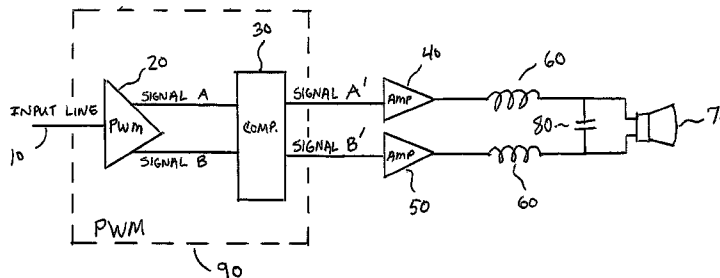 30
20
40
60
SIGNAL A
SIGNAL A'
AMP
INPUT LINE
PWM
COMP.
80~
7
10
SIGNAL B
SIGNAL B'
AMP
50
60
PWM
90